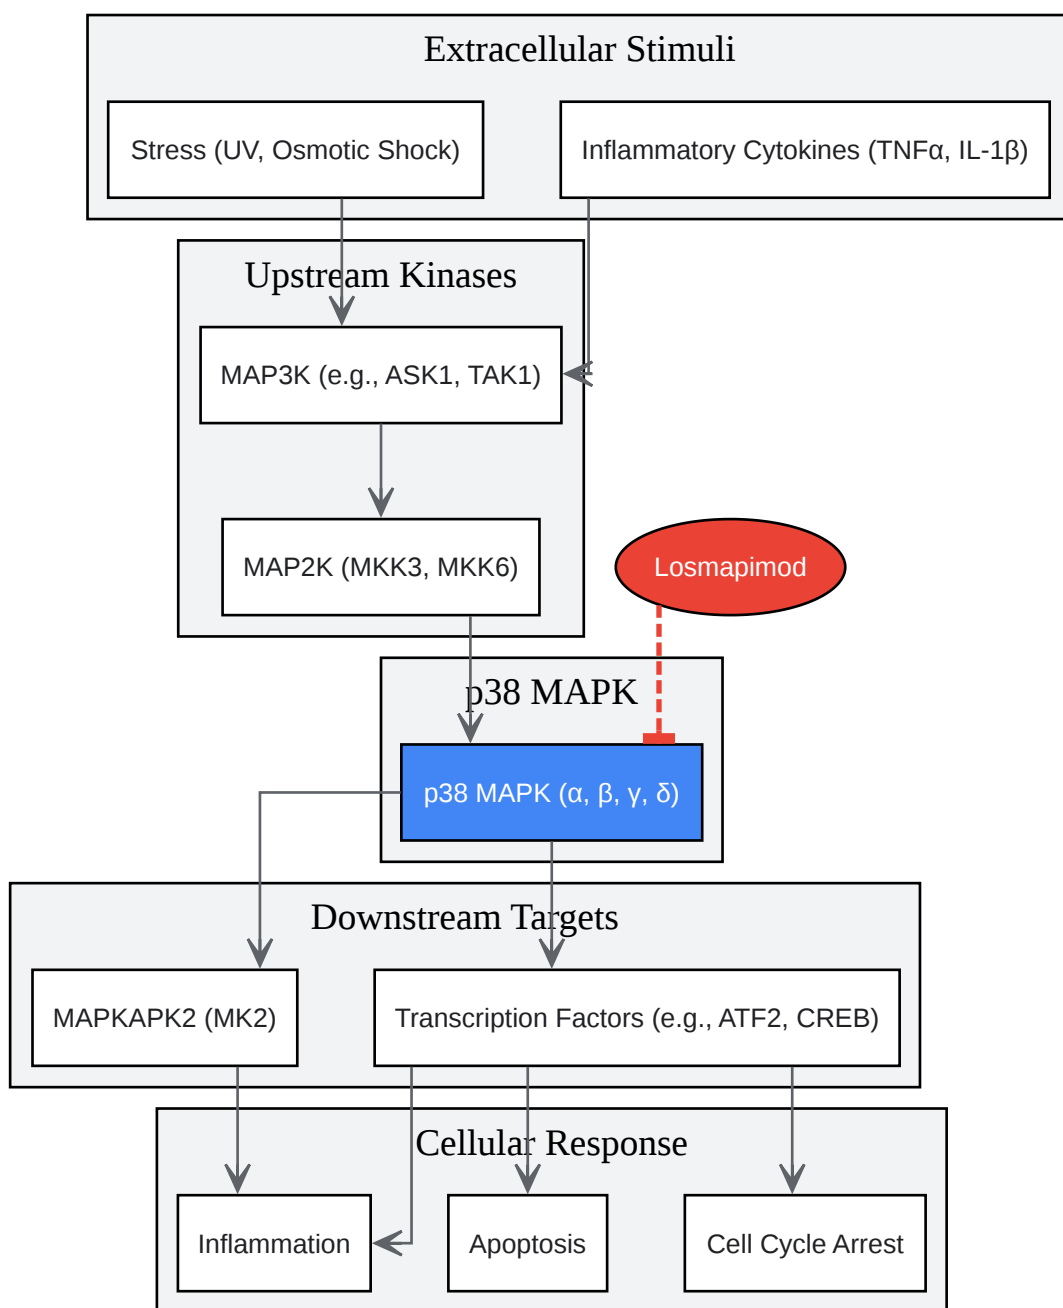 Extracellular Stimuli
Stress (UV, Osmotic Shock)
Inflammatory Cytokines (TNFα, IL-1β)
Upstream Kinases
MAP3K (e.g., ASK1, TAK1)
MAP2K (MKK3, MKK6)
Losmapimod
p38 MAPK
p38 MAPK (α, β, γ, δ)
Downstream Targets
MAPKAPK2 (MK2)
Transcription Factors (e.g., ATF2, CREB)
Cellular Response
Inflammation
Apoptosis
Cell Cycle Arrest